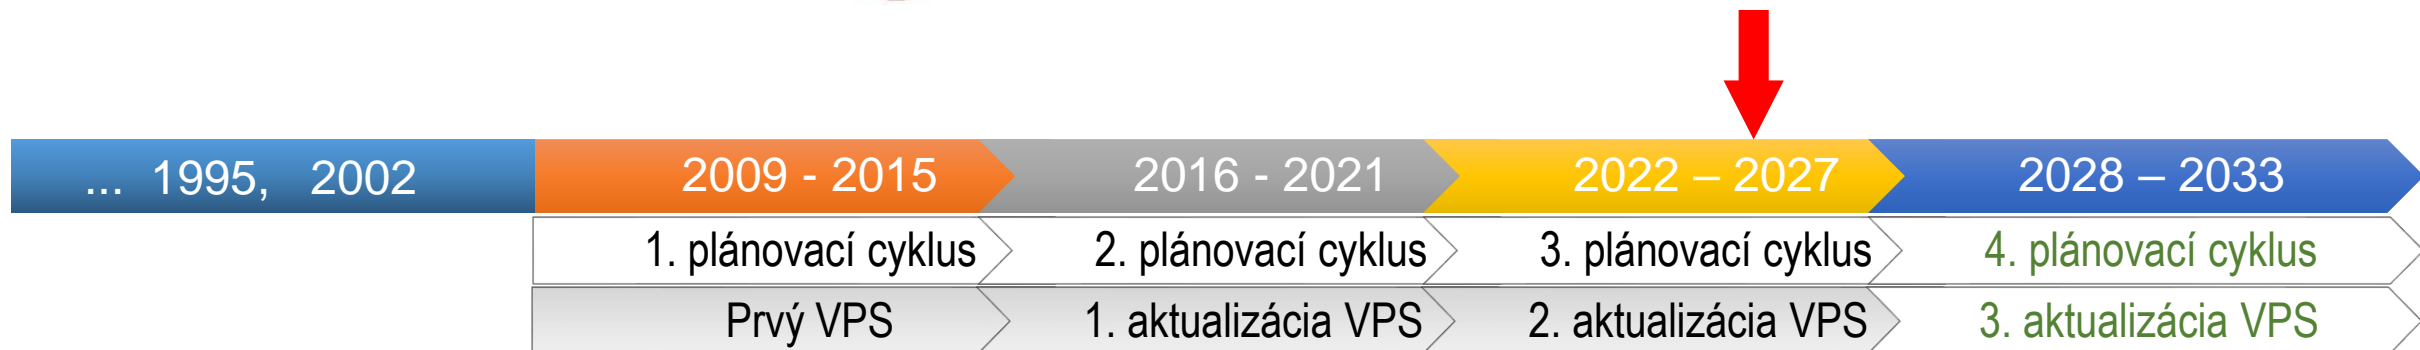 ... 1995, 2002 2009 - 2015 2016 - 2021 2022 – 2027 2028 – 2033
1. plánovací cyklus 2. plánovací cyklus 3. plánovací cyklus 4. plánovací cyklus
Prvý VPS 1. aktualizácia VPS 2. aktualizácia VPS 3. aktualizácia VPS